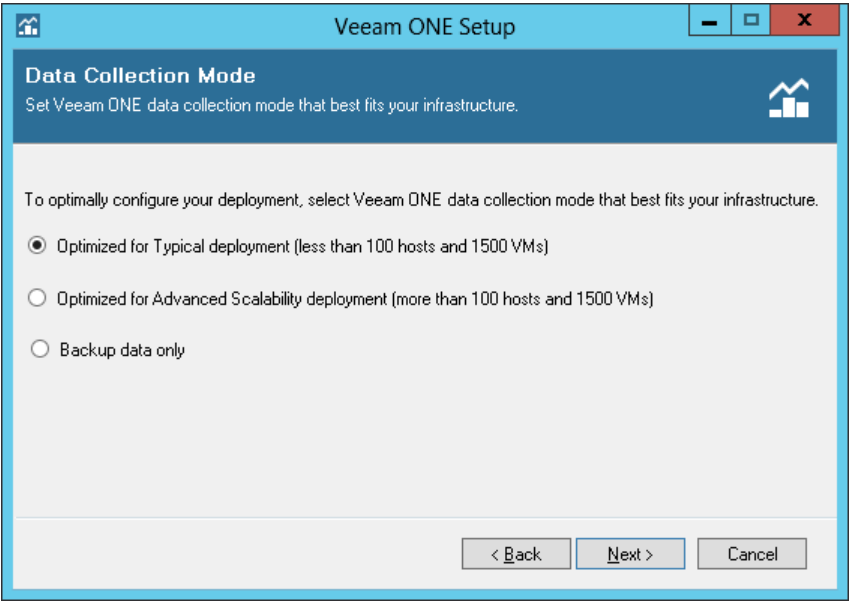 Veeam ONE Setup
Data Collection Mode
Set Veeam ONE data collection mode that best fits your infrastructure.
To optimally configure your deployment, select Veeam ONE data collection mode that best fits your infrastructure.
Optimized for Typical deployment (less than 100 hosts and 1500 VMs)
Optimized for Advanced Scalability deployment (more than 100 hosts and 1500 VMs)
Backup data only
< Back Next > Cancel